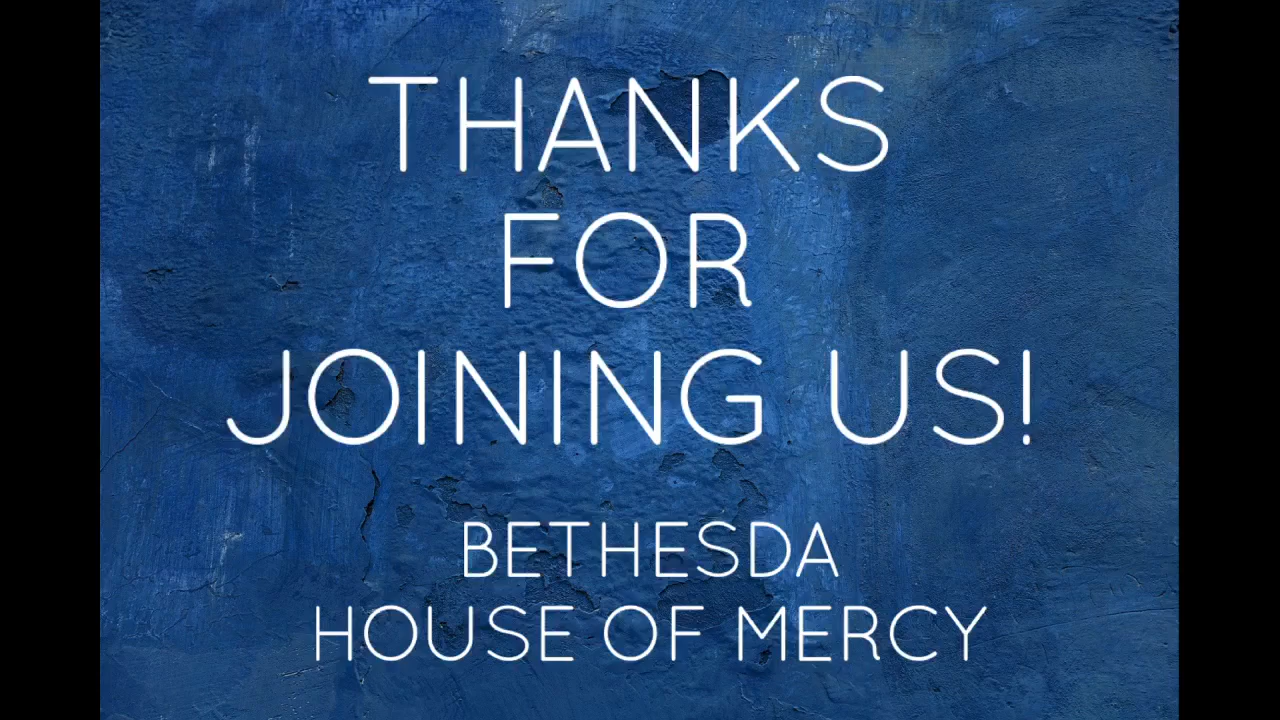 THANKS
FOR
JOINING US!
BETHESDA
HOUSE OF MERCY